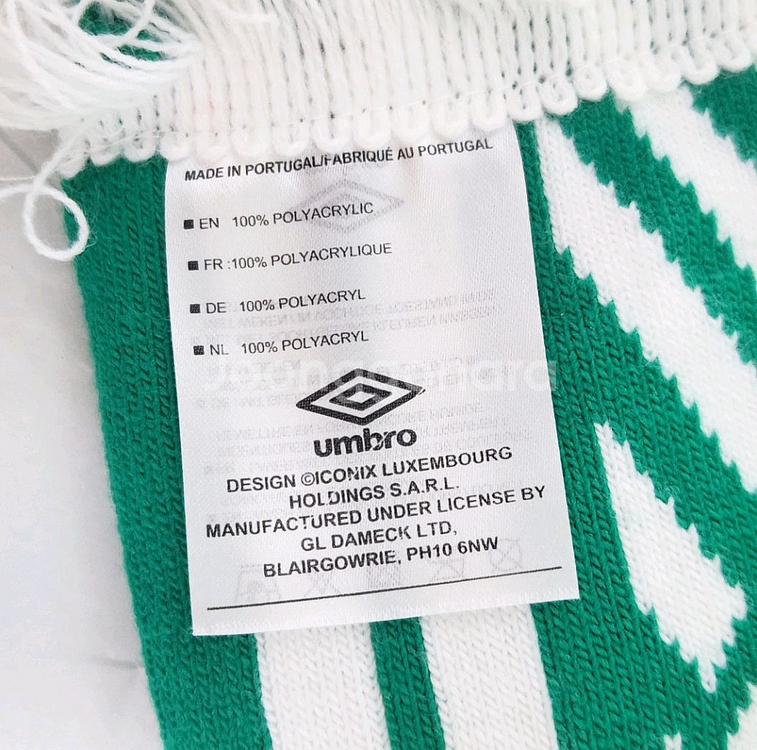 MADE IN PORTUGAL/FABRIQUÉ AU PORTUGAL
■ EN 100% POLYACRYLIC
■ FR :100% POLYACRYLIQUE
■ DE 100% POLYACRYL
■ NL 100% POLYACRYL
umbro
DESIGN ©ICONIX LUXEMBOURG
HOLDINGS S.A.R.L.
MANUFACTURED UNDER LICENSE BY
GL DAMECK LTD,
BLAIRGOWRIE, PH10 6NW